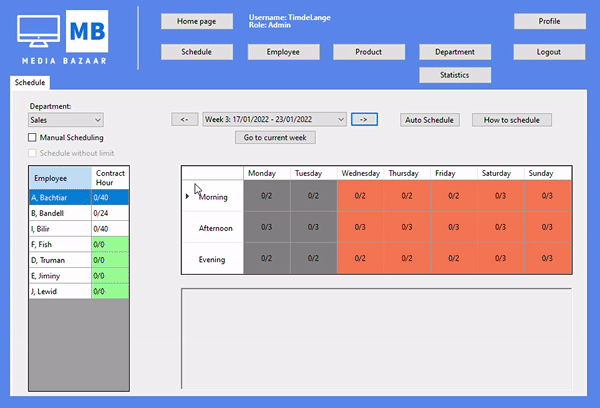 MB
MEDIA BAZAAR
Home page
Username: TimdeLange
Role: Admin
Profile
Schedule
Employee
Product
Department
Logout
Statistics
Schedule
Department:
Sales
<-
Week 3: 17/01/2022 - 23/01/2022
->
Auto Schedule
How to schedule
Manual Scheduling
Go to current week
Schedule without limit
Employee Contract Hour
A, Bachtiar 0/40
B, Bandell 0/24
I, Bilir 0/40
F, Fish 0/0
D, Truman 0/0
E, Jiminy 0/0
J, Lewid 0/0
Monday Tuesday Wednesday Thursday Friday Saturday Sunday
Morning 0/2 0/2 0/2 0/2 0/2 0/3 0/3
Afternoon 0/3 0/3 0/3 0/3 0/3 0/3 0/3
Evening 0/2 0/2 0/2 0/2 0/2 0/3 0/3